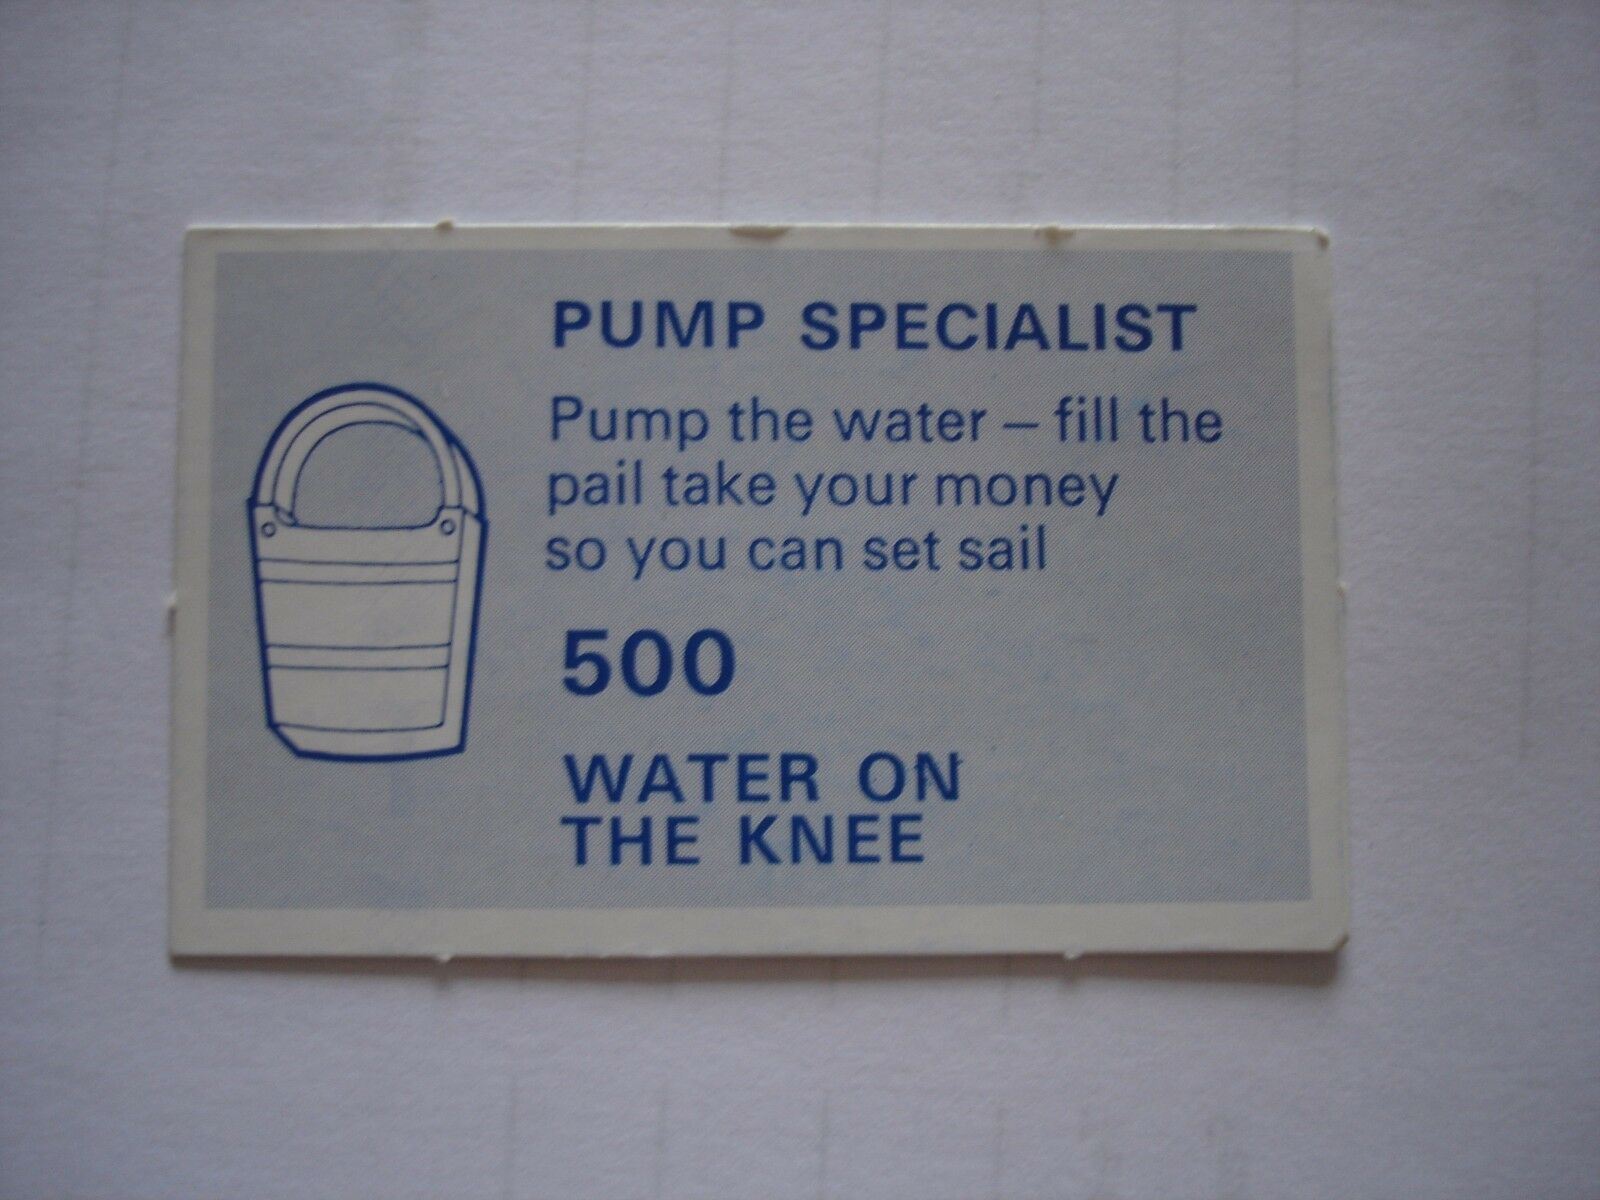 PUMP SPECIALIST
Pump the water – fill the
pail take your money
so you can set sail
500
WATER ON
THE KNEE